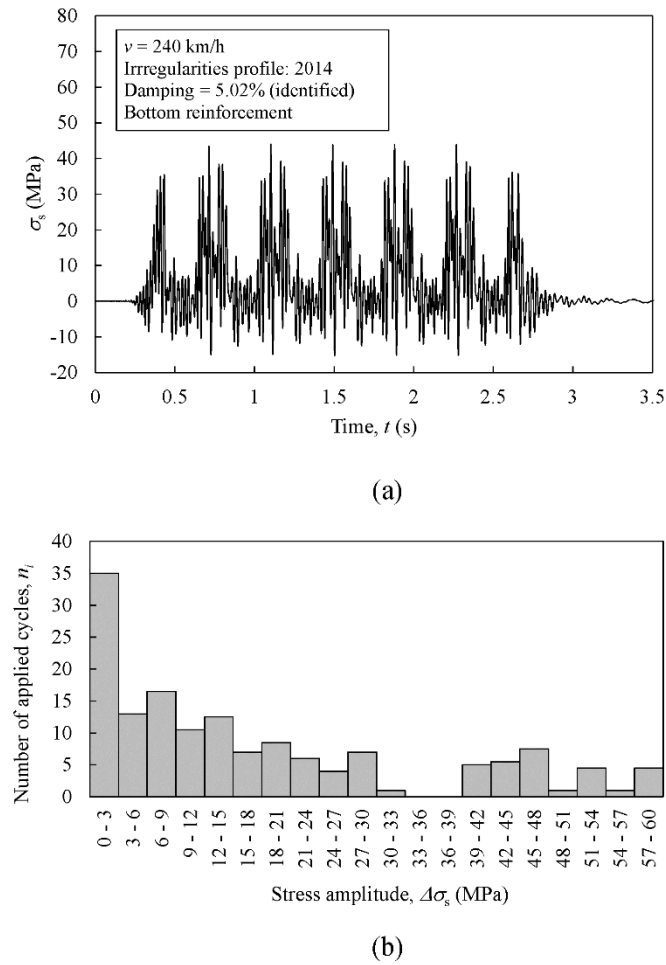 80
70
60
50
40
30
20
10
0
-10
-20
σs (MPa)
v = 240 km/h
Irrregularities profile: 2014
Damping = 5.02% (identified)
Bottom reinforcement
0 0.5 1 1.5 2 2.5 3 3.5
Time, t (s)
(a)
40
35
30
25
20
15
10
5
0
Number of applied cycles, ni
0 - 3
3 - 6
6 - 9
9 - 12
12 - 15
15 - 18
18 - 21
21 - 24
24 - 27
27 - 30
30 - 33
33 - 36
36 - 39
39 - 42
42 - 45
45 - 48
48 - 51
51 - 54
54 - 57
57 - 60
Stress amplitude, Δσs (MPa)
(b)